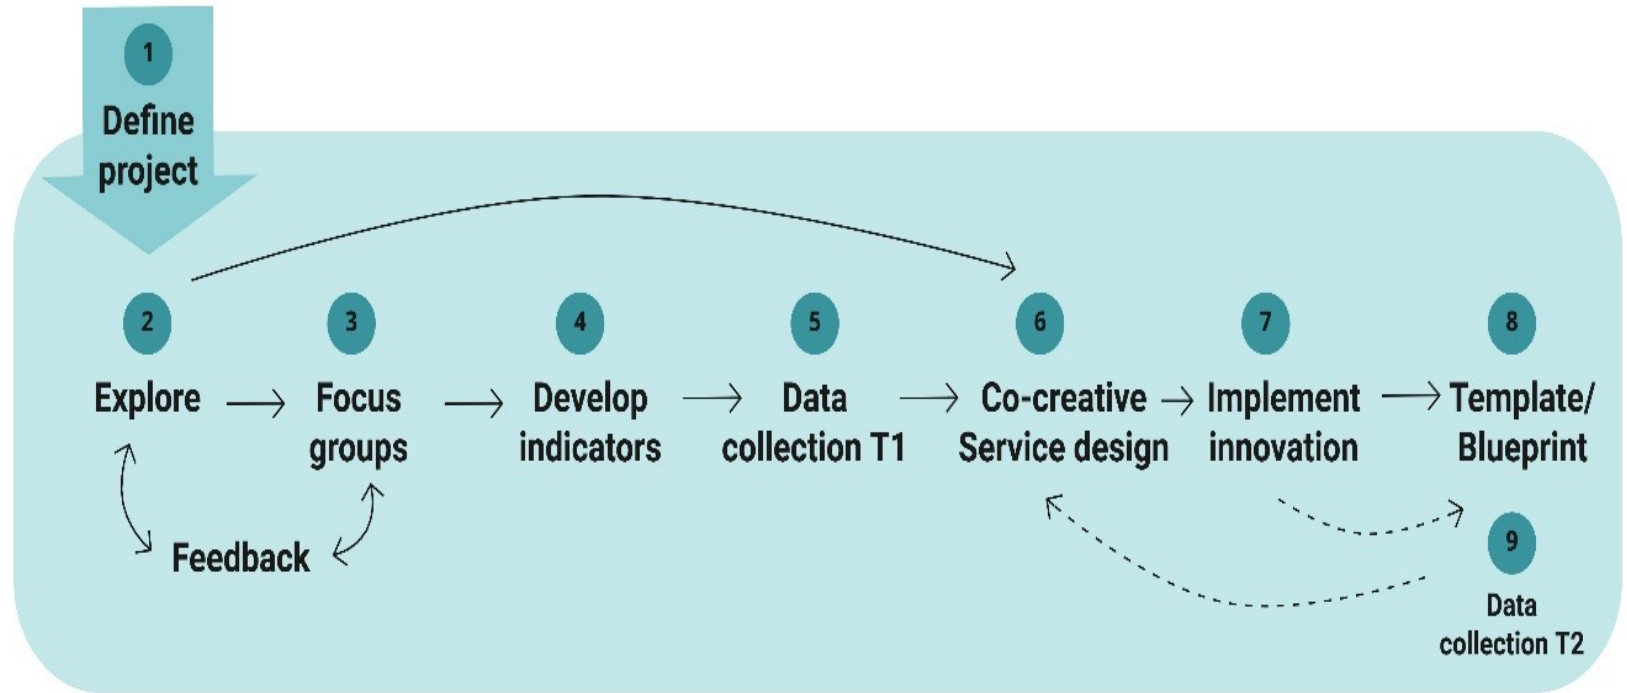 1
Define
project
2
Explore
3
Focus
groups
Feedback
4
Develop
indicators
5
Data
collection T1
6
Co-creative
Service design
7
Implement
innovation
8
Template/
Blueprint
9
Data
collection T2